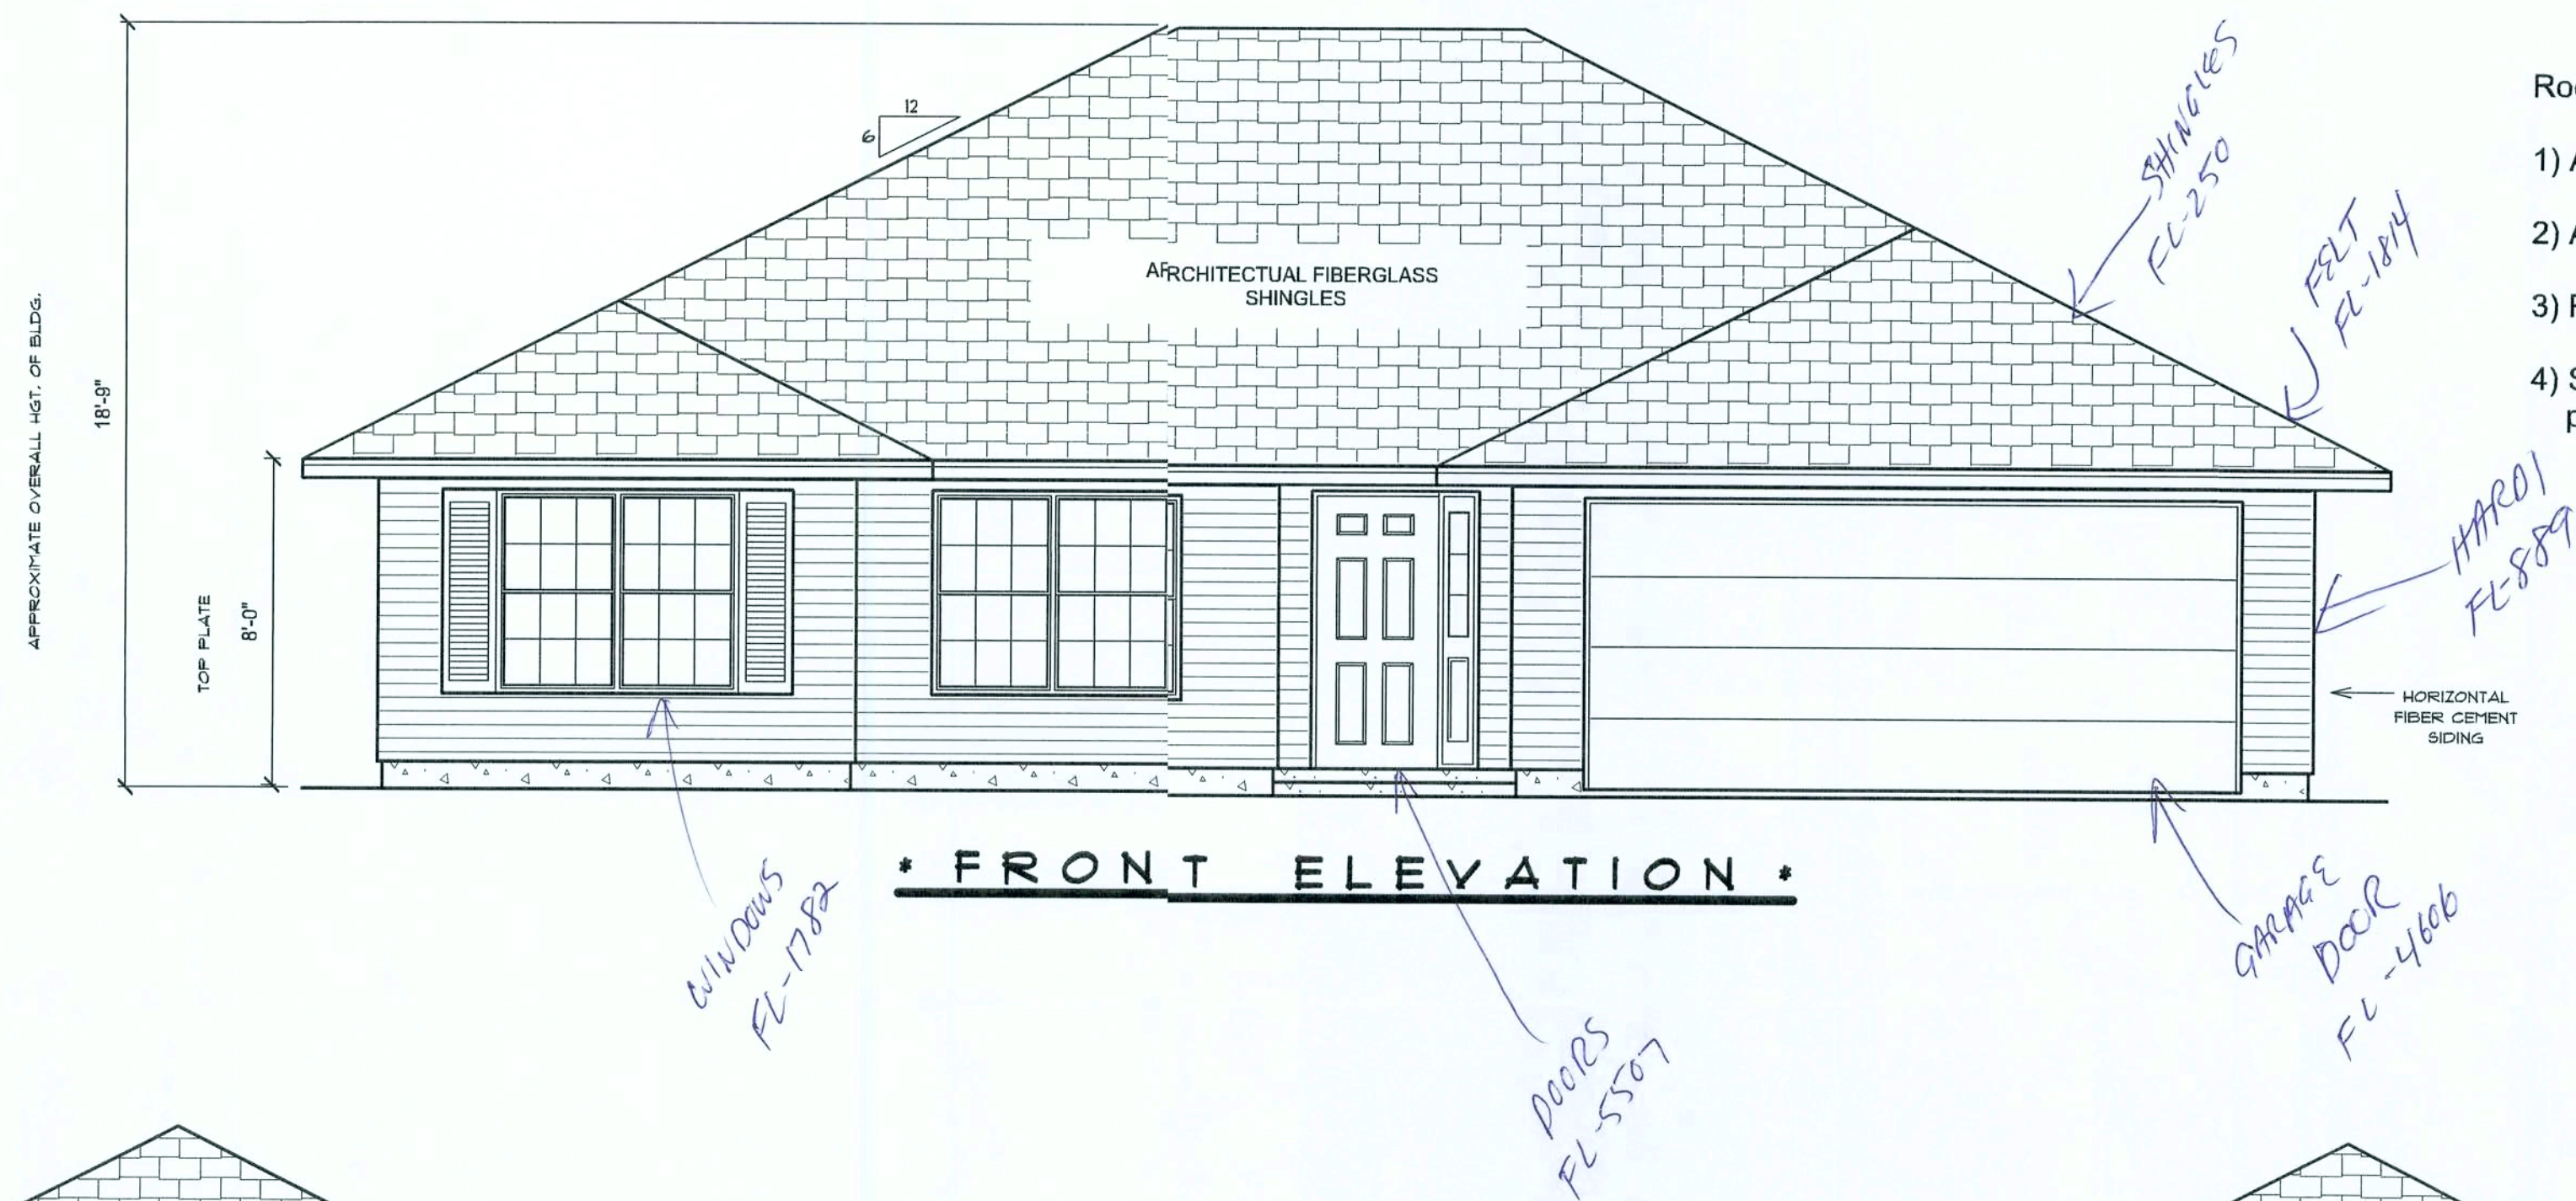 APPROXIMATE OVERALL HGT. OF BLDG.
18'-9"
TOP PLATE
8'-0"
12
6
ARCHITECTUAL FIBERGLASS
SHINGLES
SHINGLES
FL-250
FELT
FL-1814
HARDI
FL-889
HORIZONTAL
FIBER CEMENT
SIDING
1)
2)
3)
4)
* FRONT ELEVATION *
WINDOWS
FL-1782
DOORS
FL-5507
GARAGE
DOOR
FL-4606